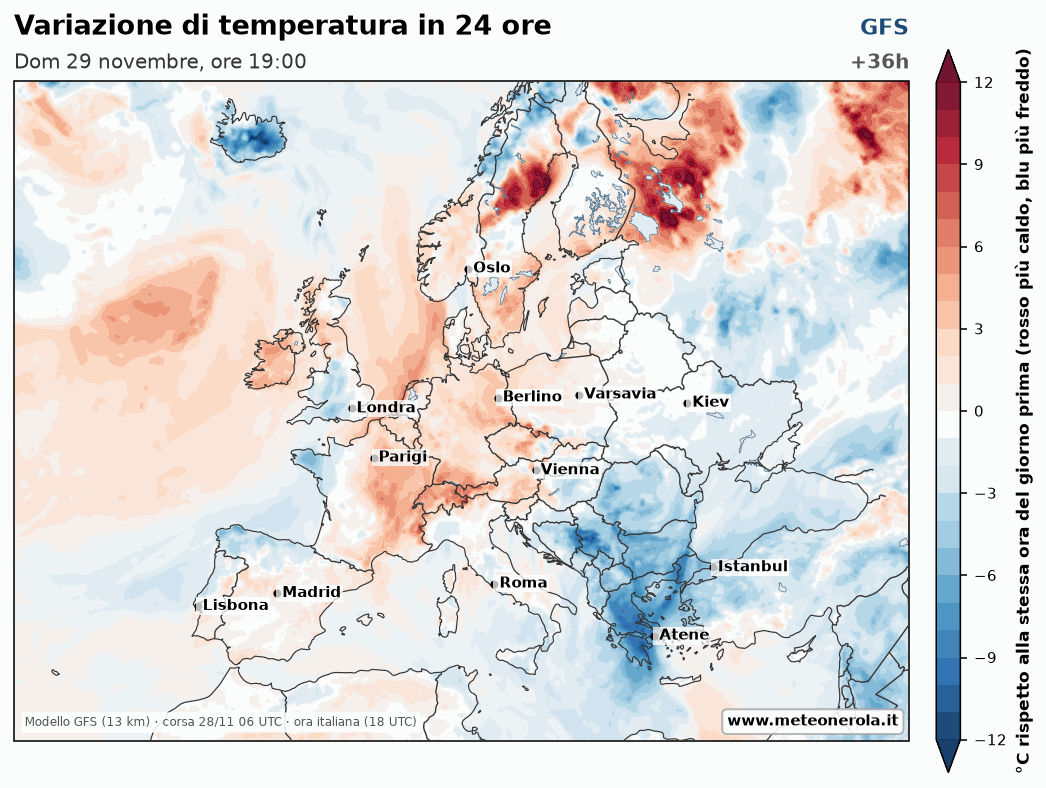 Variazione di temperatura in 24 ore
GFS
Dom 29 novembre, ore 19:00
+36h
Oslo
Londra
Berlino
Varsavia
Kiev
Parigi
Vienna
Istanbul
Roma
Madrid
Lisbona
Atene
Modello GFS (13 km) · corsa 28/11 06 UTC · ora italiana (18 UTC)
www.meteonerola.it
12
9
6
3
0
−3
−6
−9
−12
°C rispetto alla stessa ora del giorno prima (rosso più caldo, blu più freddo)